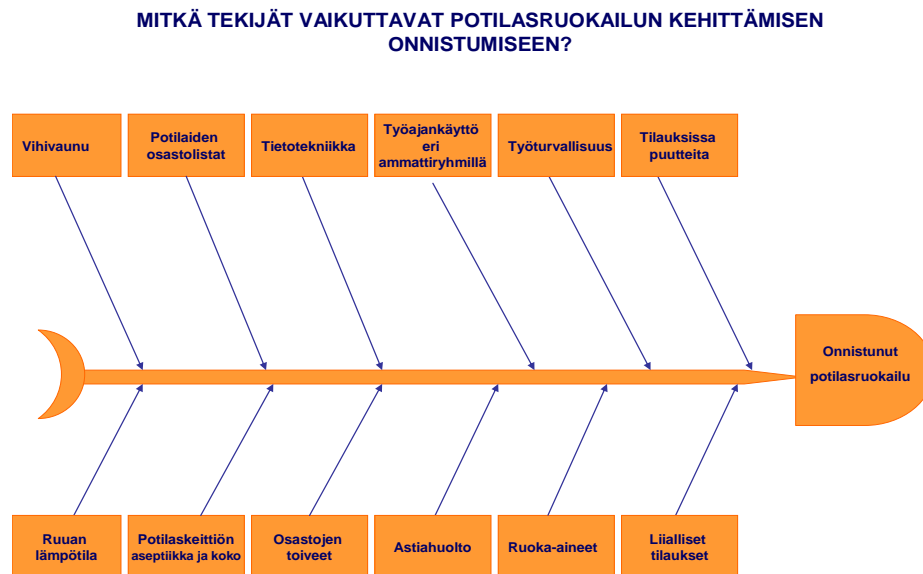 MITKÄ TEKIJÄT VAIKUTTAVAT POTILASRUOKAILUN KEHITTÄMISEN
ONNISTUMISEEN?
Vihivaunu
Potilaiden
osastolistat
Tietotekniikka
Työajankäyttö
eri
ammattiryhmillä
Työturvallisuus
Tilauksissa
puutteita
Onnistunut
potilasruokailu
Ruuan
lämpötila
Potilaskeittiön
aseptiikka ja koko
Osastojen
toiveet
Astiahuolto
Ruoka-aineet
Liialliset
tilaukset